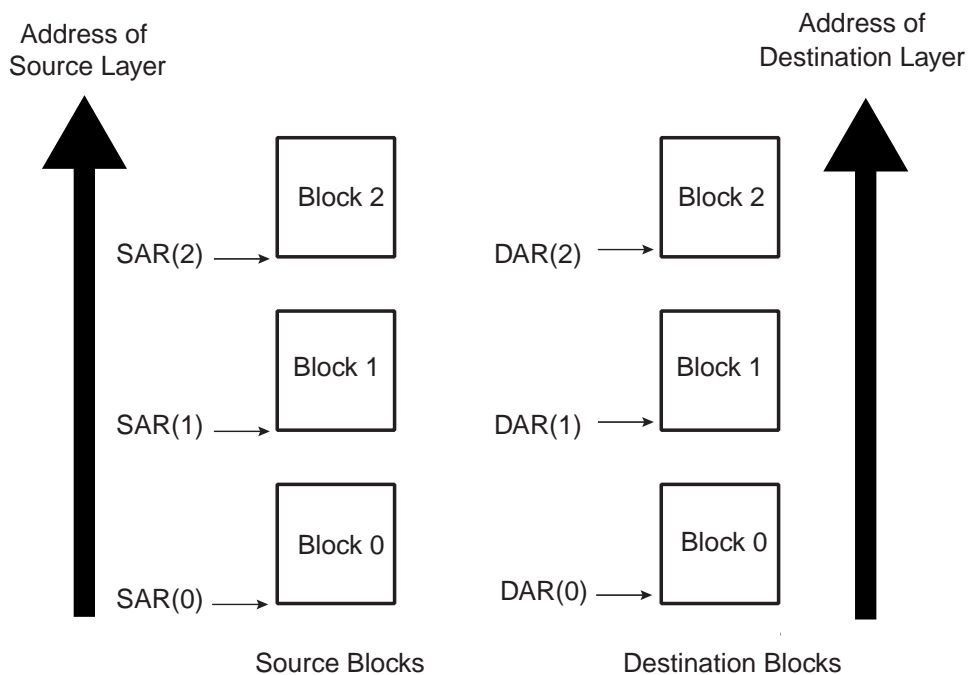 Address of
Source Layer
Address of
Destination Layer
Block 2
Block 2
SAR(2)
DAR(2)
Block 1
Block 1
SAR(1)
DAR(1)
Block 0
Block 0
SAR(0)
DAR(0)
Source Blocks
Destination Blocks